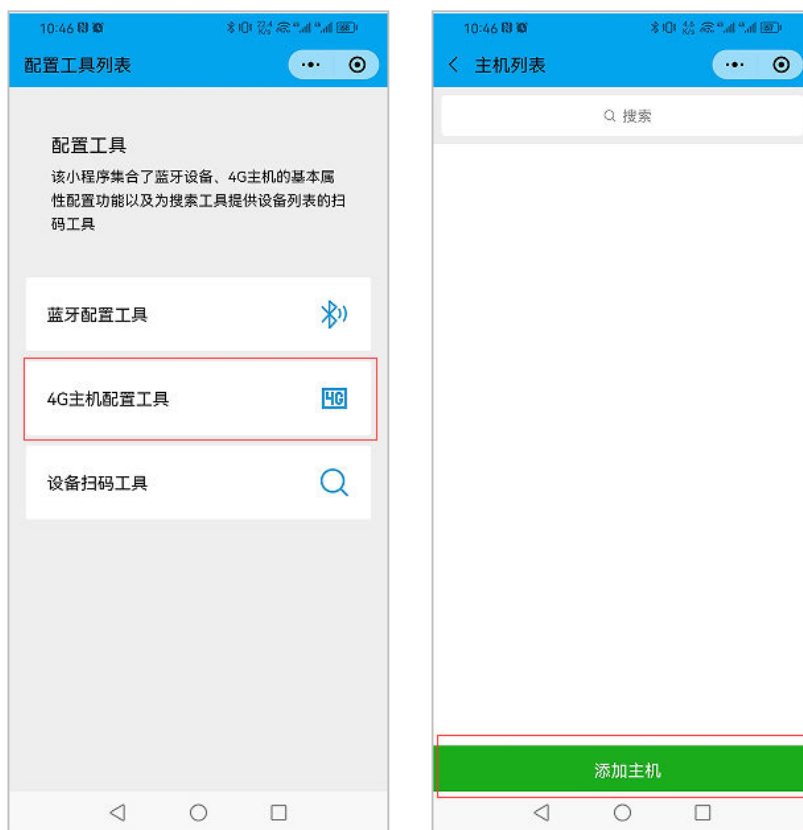 10:46
配置工具列表
配置工具
该小程序集合了蓝牙设备、4G主机的基本属
性配置功能以及为搜索工具提供设备列表的扫
码工具
蓝牙配置工具
4G主机配置工具
4G
设备扫码工具
10:46
主机列表
搜索
添加主机